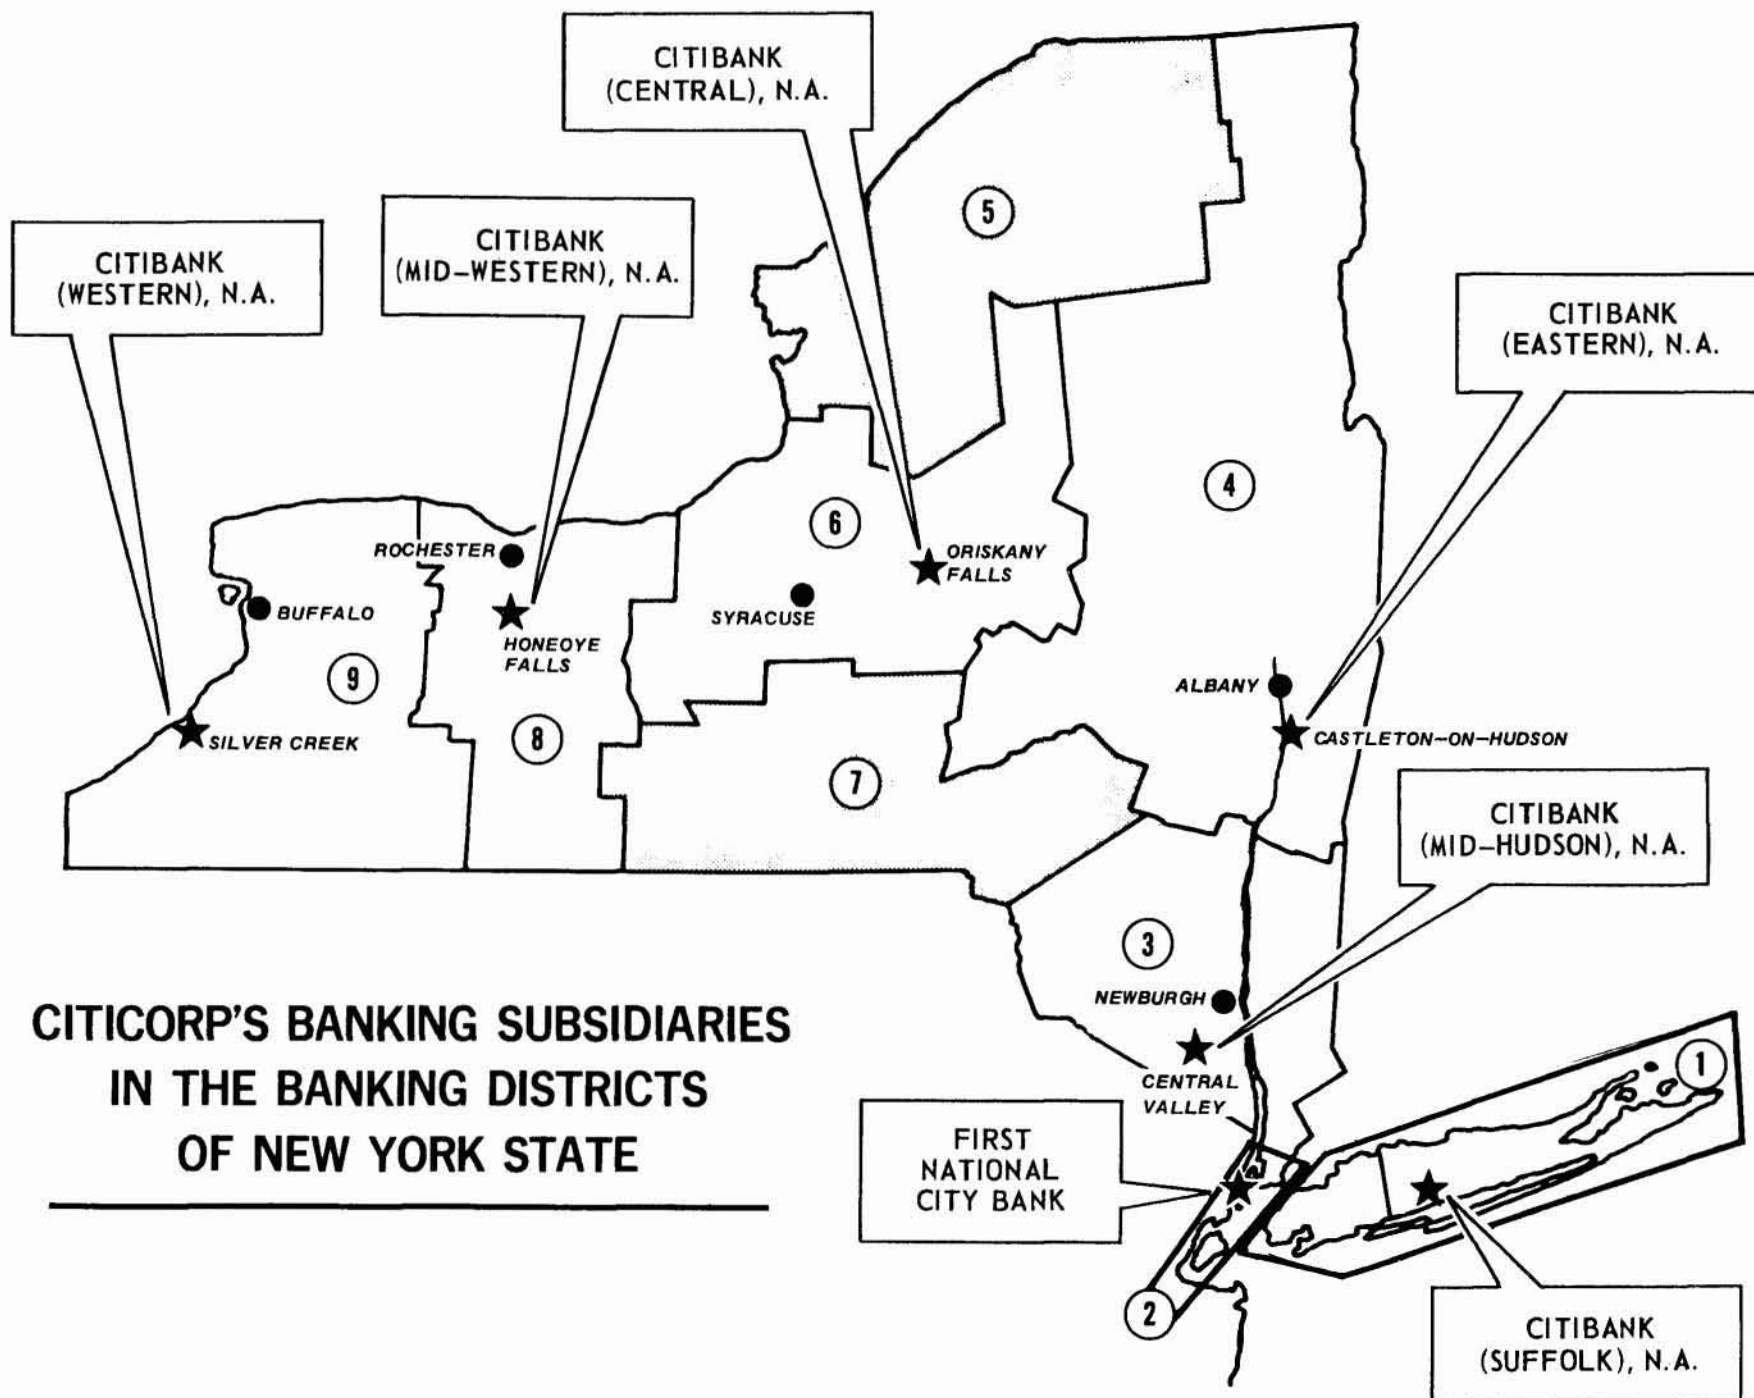 CITIBANK
(CENTRAL), N.A.
CITIBANK
(MID–WESTERN), N.A.
CITIBANK
(WESTERN), N.A.
5
CITIBANK
(EASTERN), N.A.
4
6
ROCHESTER
ORISKANY
FALLS
BUFFALO
SYRACUSE
HONEOYE
FALLS
9
ALBANY
SILVER CREEK
8
CASTLETON–ON–HUDSON
7
CITIBANK
(MID–HUDSON), N.A.
3
NEWBURGH
CITICORP'S BANKING SUBSIDIARIES
IN THE BANKING DISTRICTS
OF NEW YORK STATE
1
CENTRAL
VALLEY
FIRST
NATIONAL
CITY BANK
2
CITIBANK
(SUFFOLK), N.A.